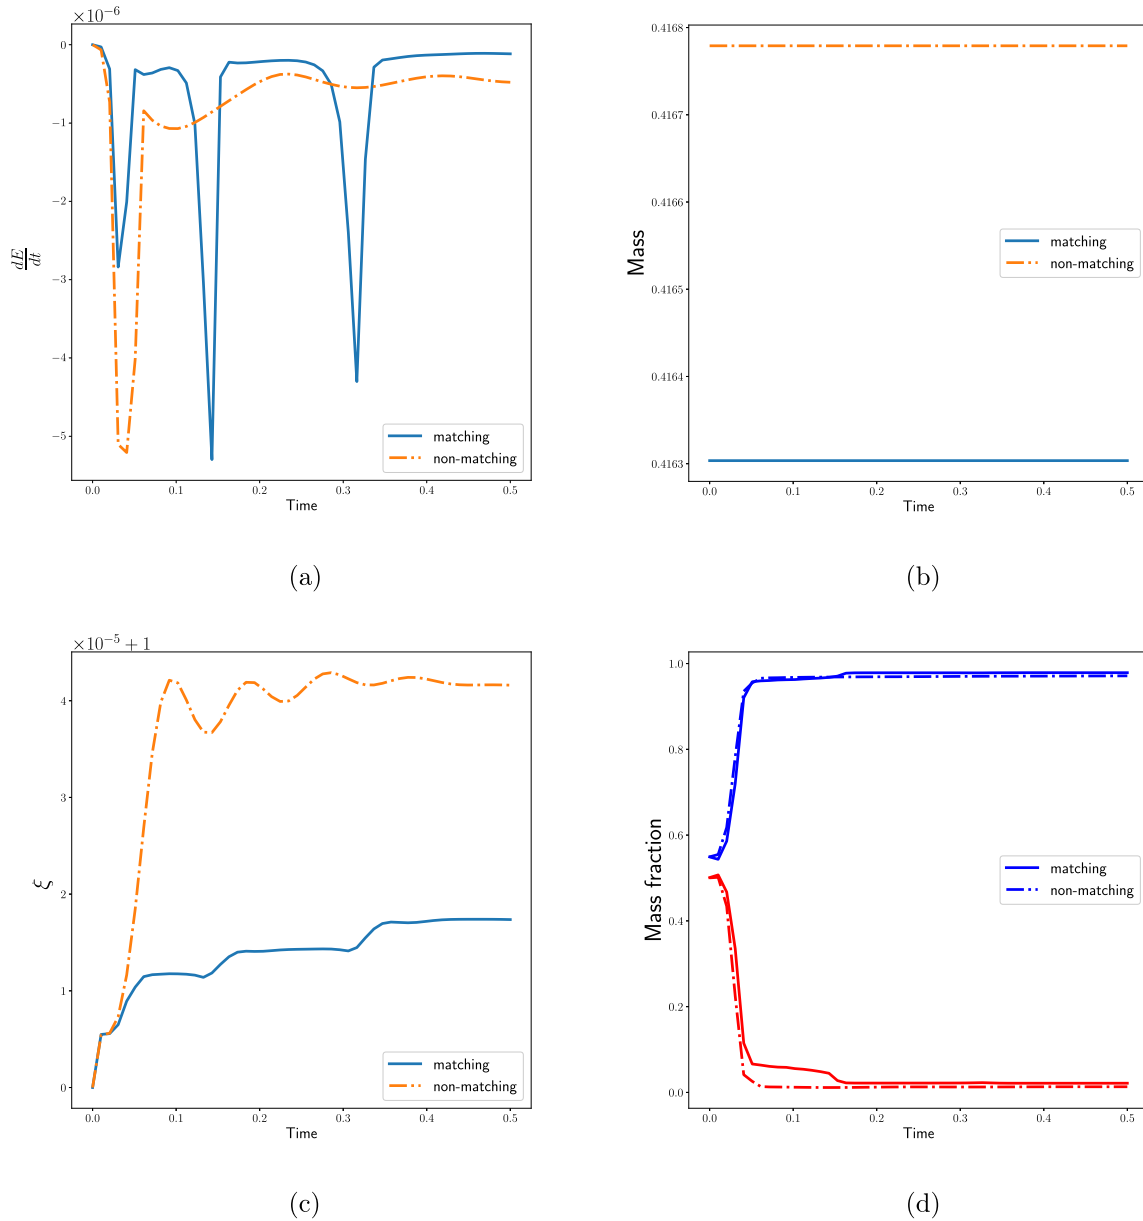 ×10⁻⁶
0
−1
−2
−3
−4
−5
dE
dt
matching
non-matching
0.0 0.1 0.2 0.3 0.4 0.5
Time
(a)
0.4168
0.4167
0.4166
0.4165
0.4164
0.4163
Mass
matching
non-matching
0.0 0.1 0.2 0.3 0.4 0.5
Time
(b)
×10⁻⁵ + 1
4
3
2
1
0
ξ
matching
non-matching
0.0 0.1 0.2 0.3 0.4 0.5
Time
(c)
1.0
0.8
0.6
0.4
0.2
0.0
Mass fraction
matching
non-matching
0.0 0.1 0.2 0.3 0.4 0.5
Time
(d)